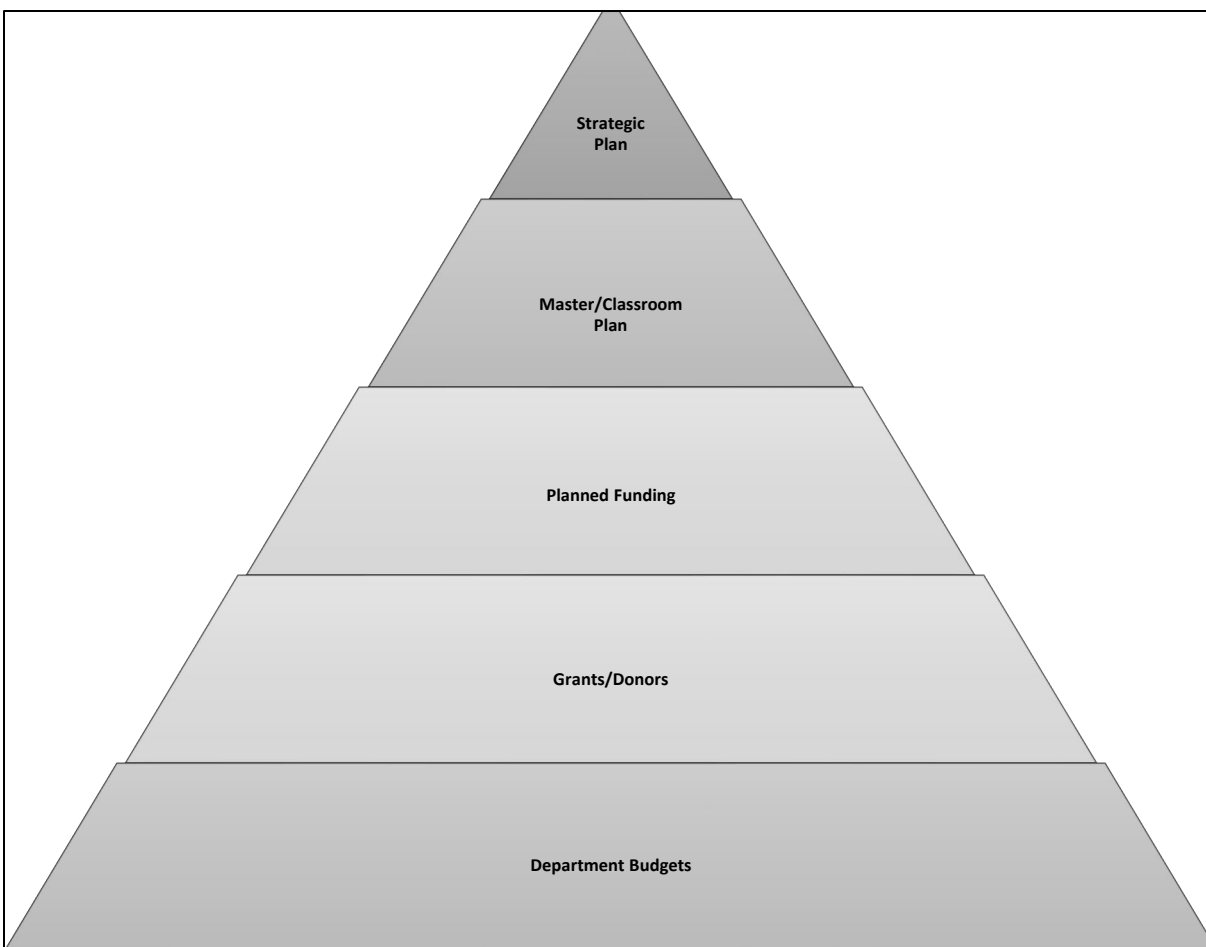 Strategic
Plan
Master/Classroom
Plan
Planned Funding
Grants/Donors
Department Budgets